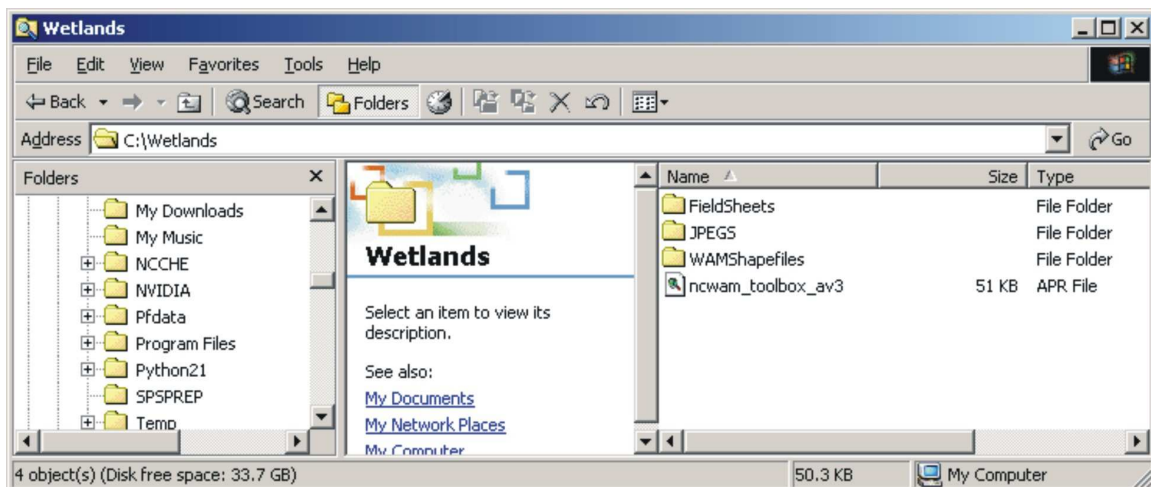 Wetlands
File Edit View Favorites Tools Help
Back Search Folders
Address C:\Wetlands Go
Folders
My Downloads
My Music
NCCHE
NVIDIA
Pfdata
Program Files
Python21
SPSPREP
Temp
Wetlands
Select an item to view its
description.
See also:
My Documents
My Network Places
My Computer
Name Size Type
FieldSheets File Folder
JPEGS File Folder
WAMShapefiles File Folder
ncwam_toolbox_av3 51 KB APR File
4 object(s) (Disk free space: 33.7 GB) 50.3 KB My Computer